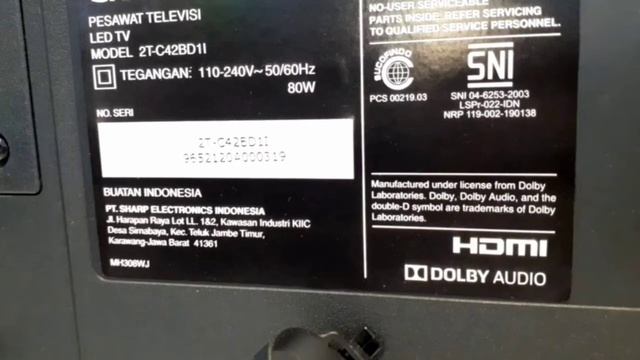 PESAWAT TELEVISI
LED TV
MODEL 2T-C42BD1I
TEGANGAN: 110-240V~50/60Hz
80W
NO. SERI
2T-C42BD1I
96521204000319
BUATAN INDONESIA
PT. SHARP ELECTRONICS INDONESIA
Jl. Harapan Raya Lot LL 1&2, Kawasan Industri KIIC
Desa Sirnabaya, Kec. Teluk Jambe Timur,
Karawang-Jawa Barat 41361
MH308WJ
NO-USER SERVICEABLE
PARTS INSIDE. REFER SERVICING
TO QUALIFIED SERVICE PERSONNEL.
SUCOFINDO
PCS 00219.03
SNI
SNI 04-6253-2003
LSPr-022-IDN
NRP 119-002-190138
Manufactured under license from Dolby
Laboratories. Dolby, Dolby Audio, and the
double-D symbol are trademarks of Dolby
Laboratories.
HDMI
DOLBY AUDIO